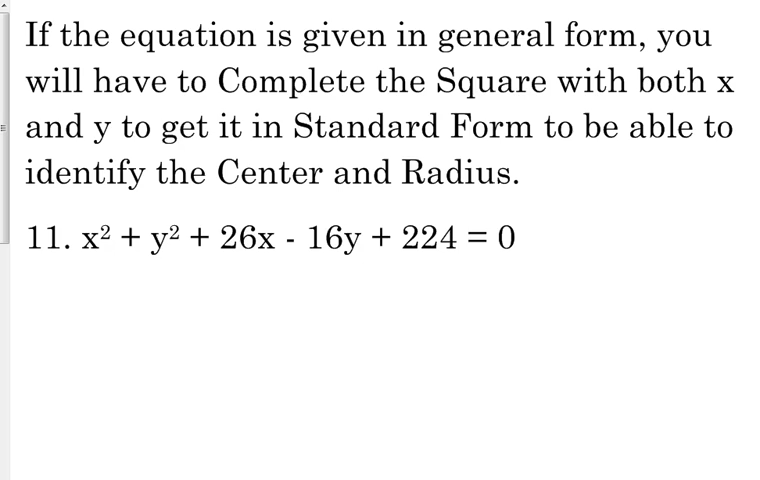 If the equation is given in general form, you
will have to Complete the Square with both x
and y to get it in Standard Form to be able to
identify the Center and Radius.
11. x² + y² + 26x - 16y + 224 = 0